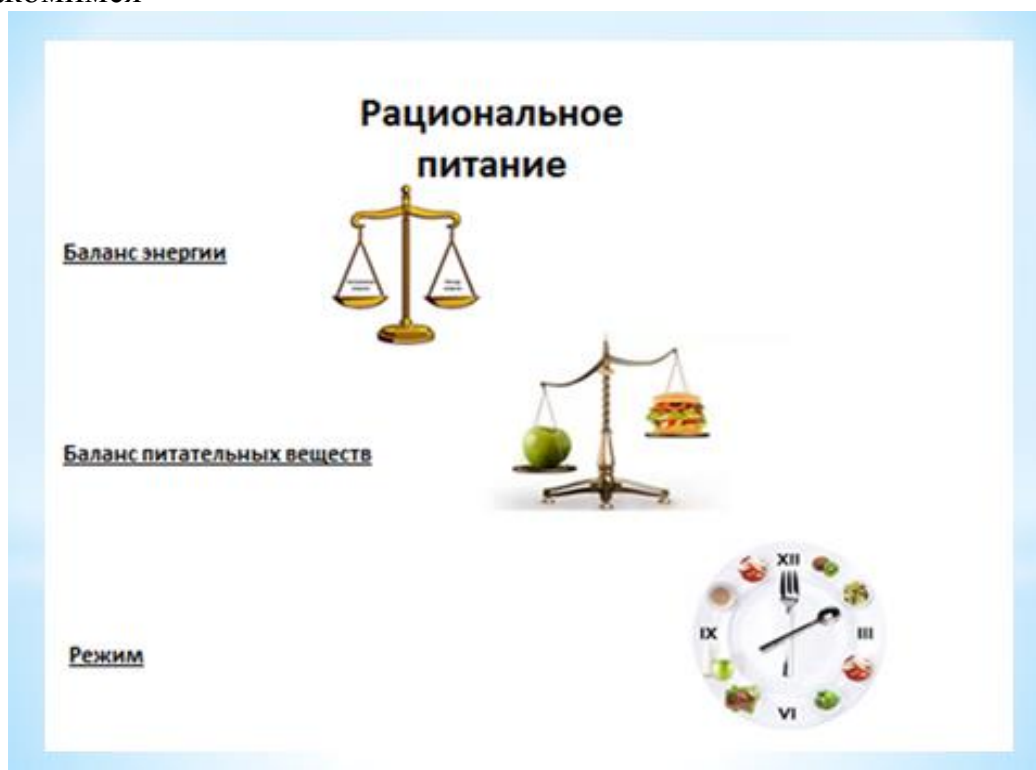 Рациональное
питание
Баланс энергии
Баланс питательных веществ
Режим
XII
IX
III
VI